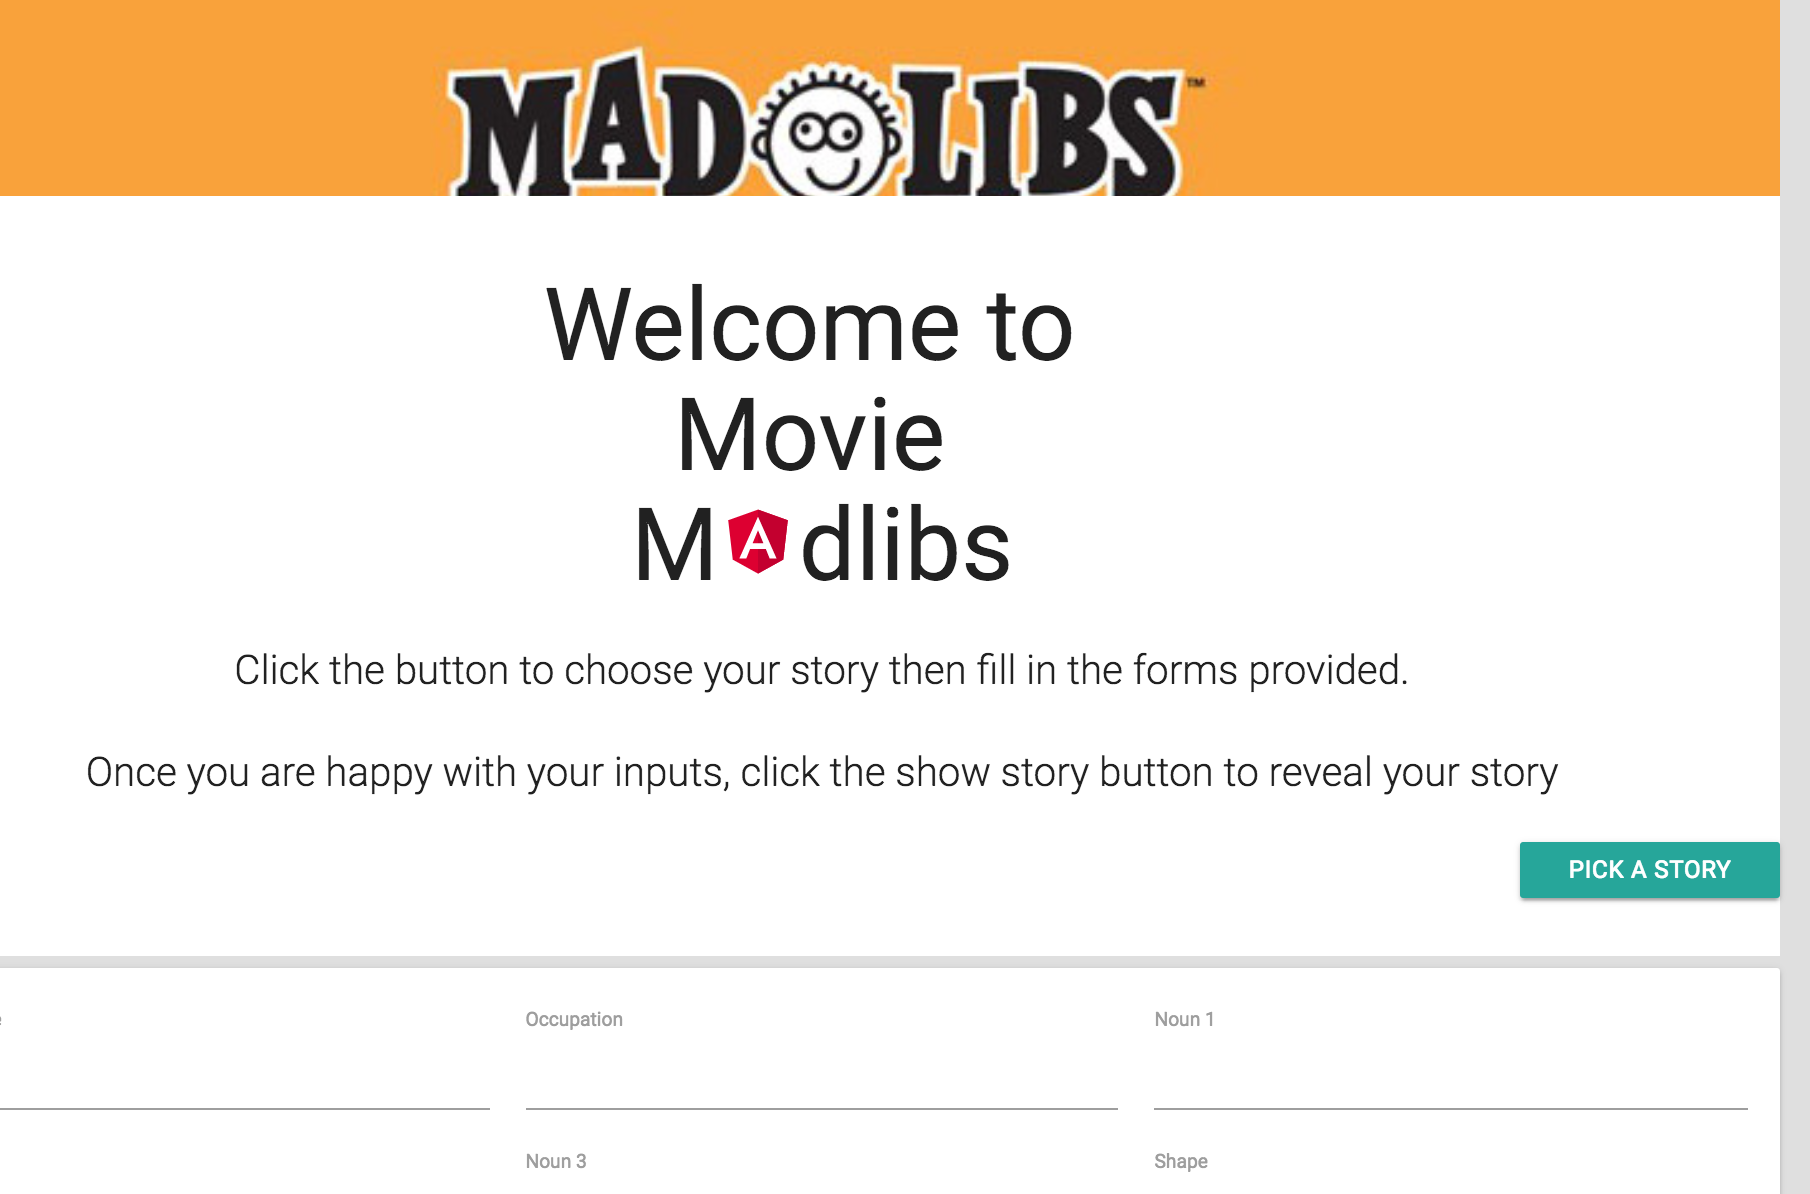 MAD LIBS™
Welcome to
Movie
Madlibs
Click the button to choose your story then fill in the forms provided.
Once you are happy with your inputs, click the show story button to reveal your story
PICK A STORY
Occupation
Noun 1
Noun 3
Shape